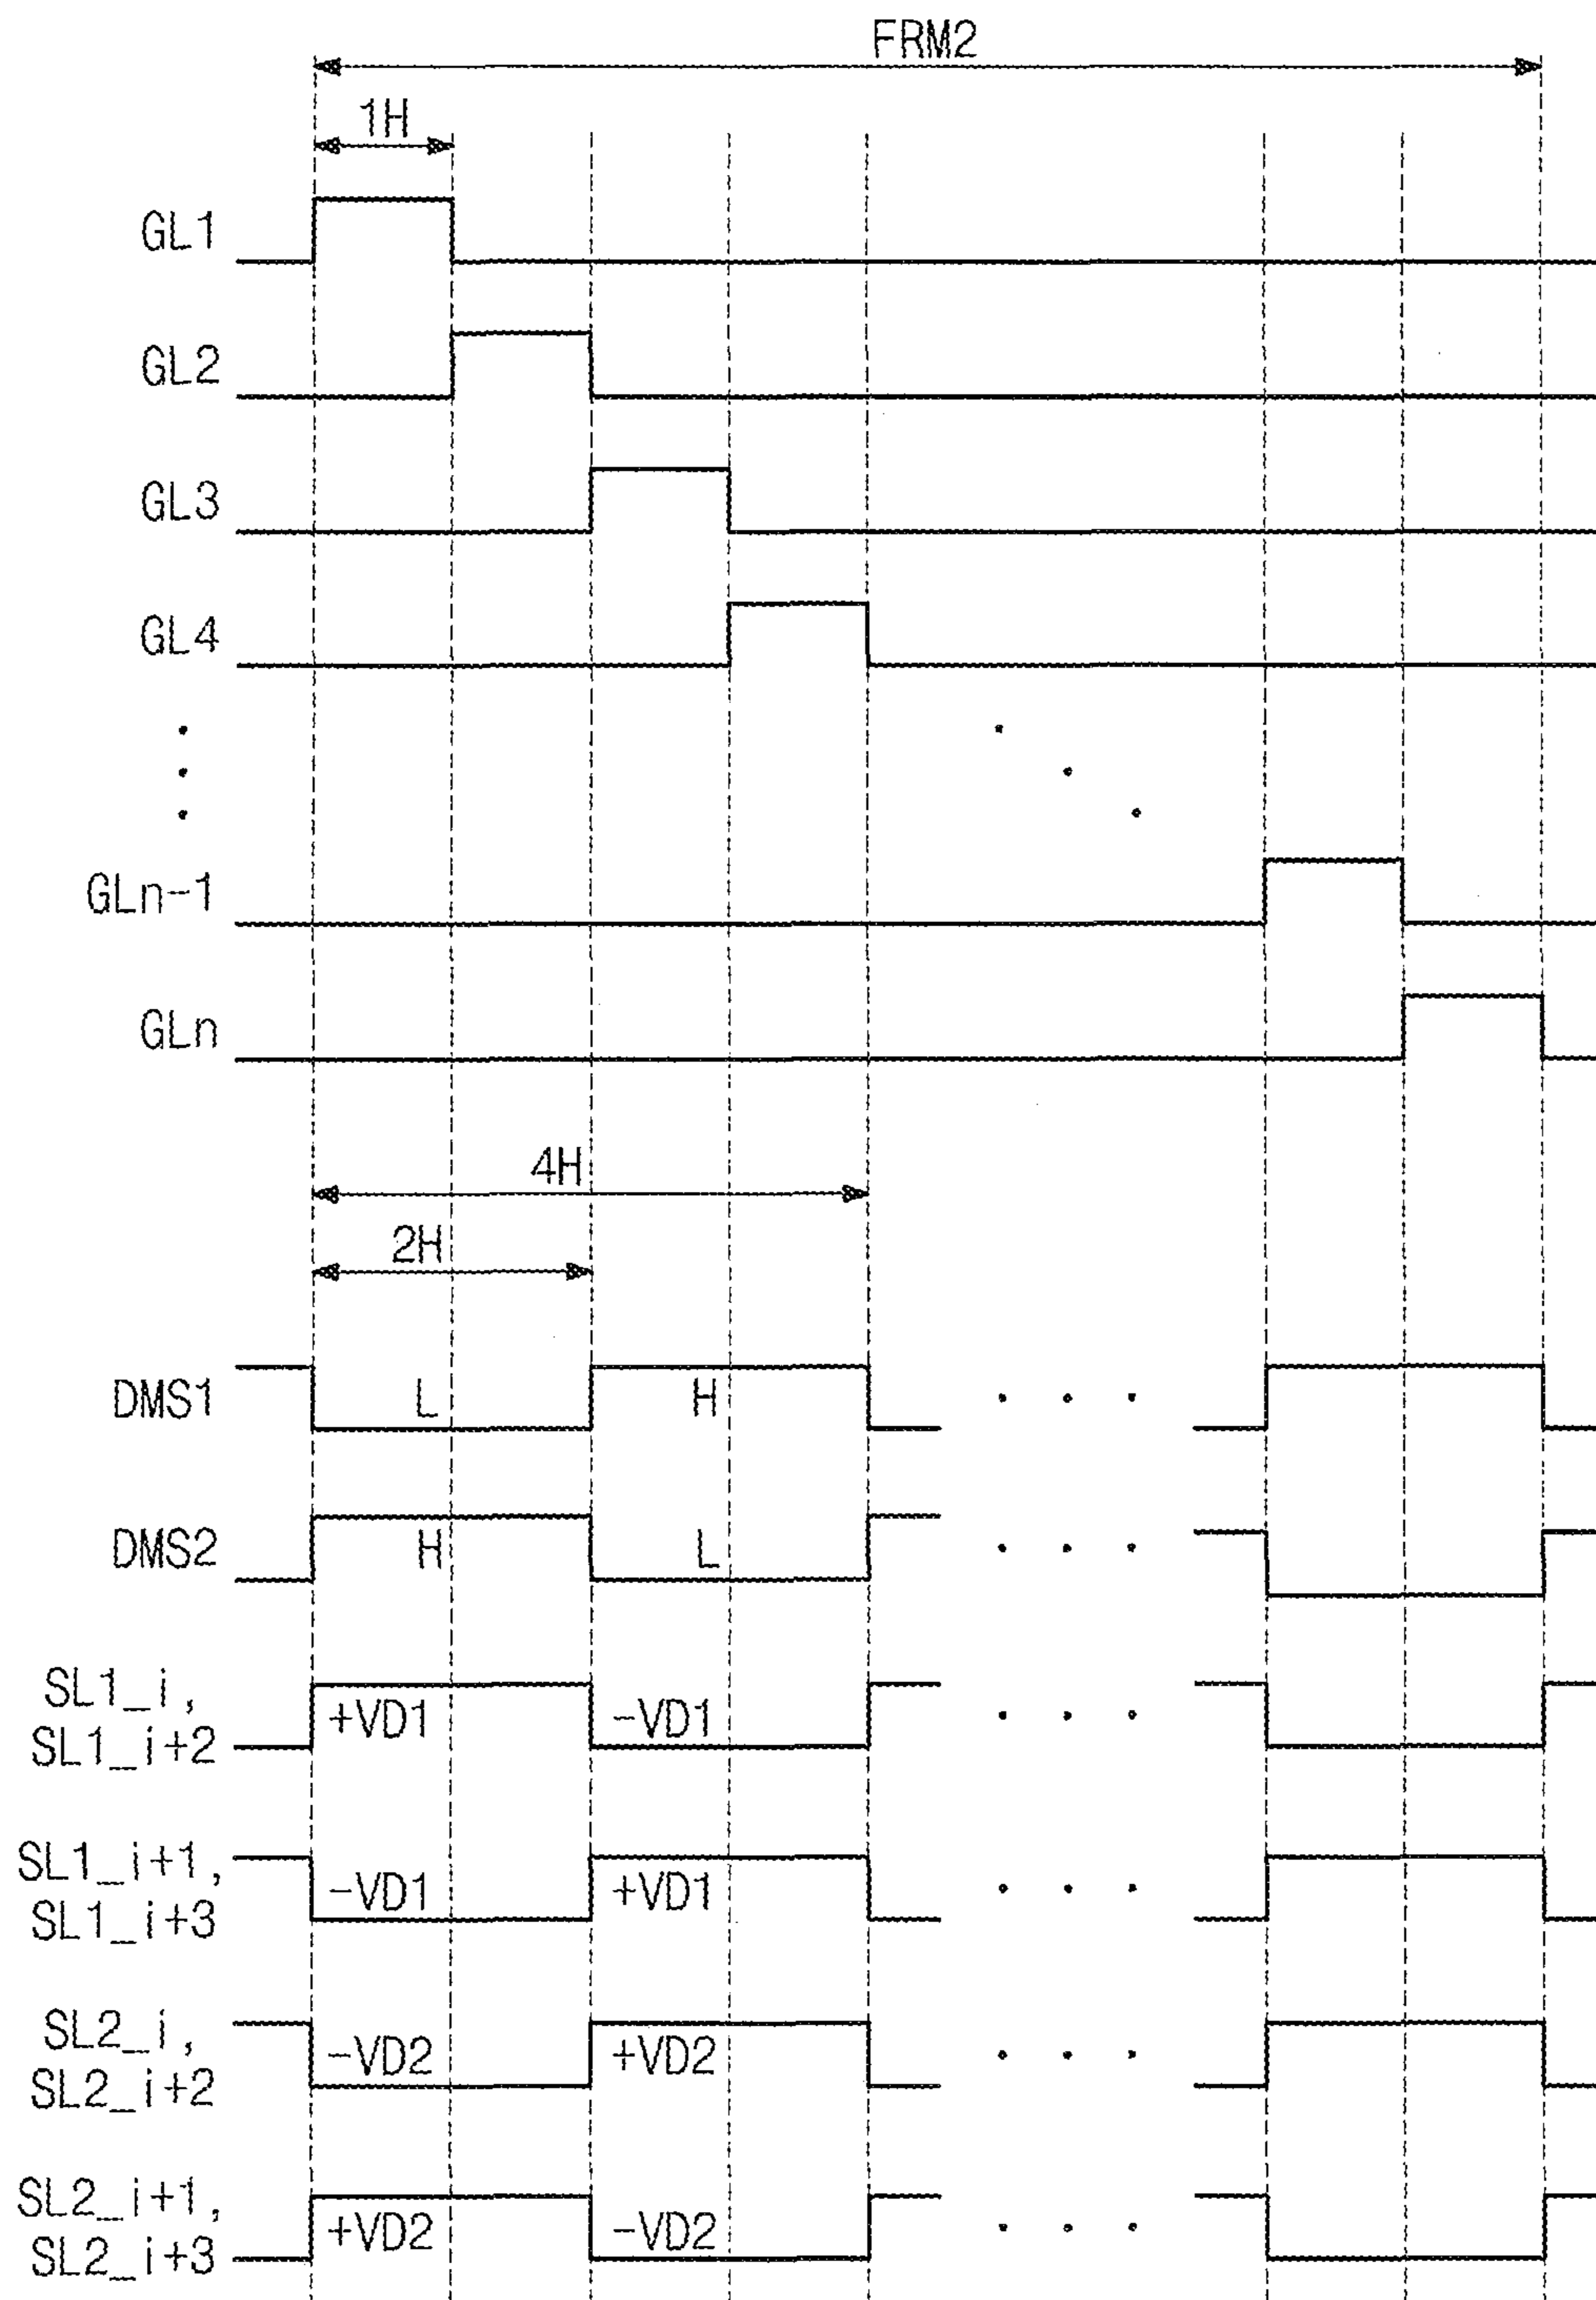 FRM2
1H
GL1
GL2
GL3
GL4
GLn-1
GLn
4H
2H
DMS1 L H
DMS2 H L
SL1_i,
SL1_i+2
+VD1 -VD1
SL1_i+1,
SL1_i+3
-VD1 +VD1
SL2_i,
SL2_i+2
-VD2 +VD2
SL2_i+1,
SL2_i+3
+VD2 -VD2